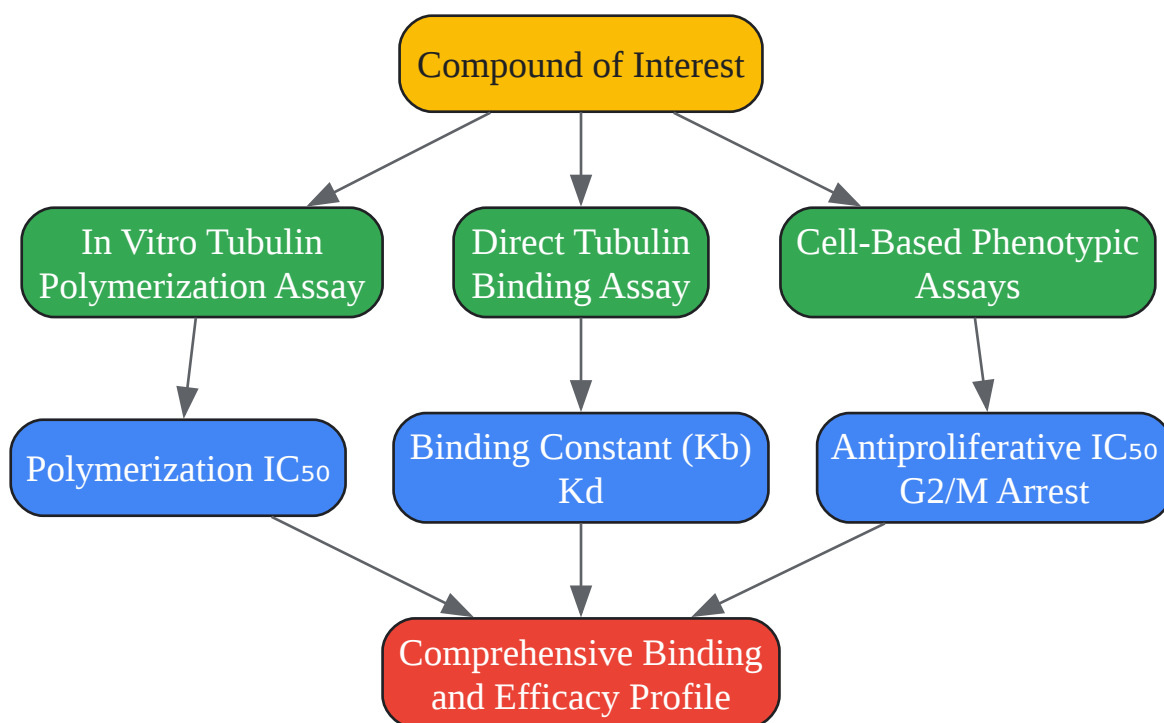 Compound of Interest
In Vitro Tubulin
Polymerization Assay
Direct Tubulin
Binding Assay
Cell-Based Phenotypic
Assays
Polymerization IC₅₀
Binding Constant (Kb)
Kd
Antiproliferative IC₅₀
G2/M Arrest
Comprehensive Binding
and Efficacy Profile